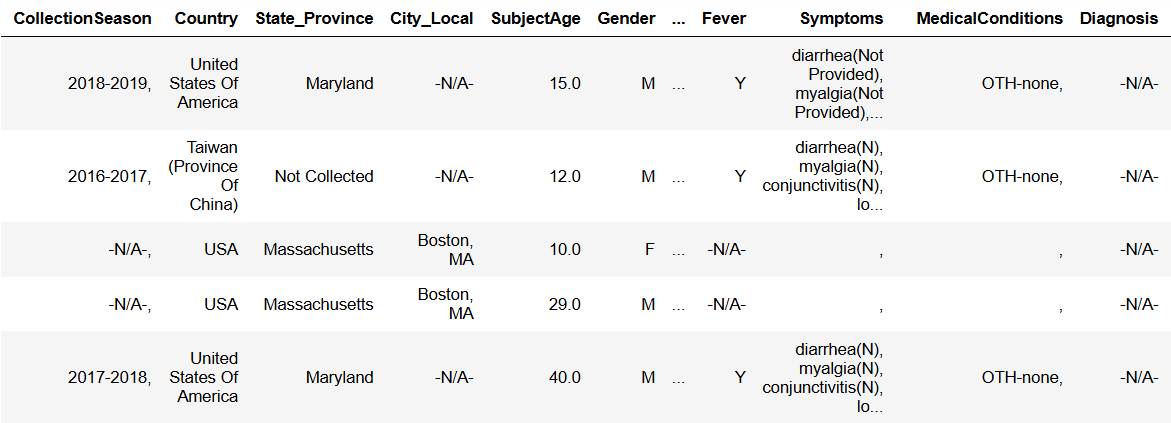 CollectionSeason Country State_Province City_Local SubjectAge Gender ... Fever Symptoms MedicalConditions Diagnosis
2018-2019, United States Of America Maryland -N/A- 15.0 M ... Y diarrhea(Not Provided), myalgia(Not Provided),... OTH-none, -N/A-
2016-2017, Taiwan (Province Of China) Not Collected -N/A- 12.0 M ... Y diarrhea(N), myalgia(N), conjunctivitis(N), lo... OTH-none, -N/A-
-N/A-, USA Massachusetts Boston, MA 10.0 F ... -N/A- , , -N/A-
-N/A-, USA Massachusetts Boston, MA 29.0 M ... -N/A- , , -N/A-
2017-2018, United States Of America Maryland -N/A- 40.0 M ... Y diarrhea(N), myalgia(N), conjunctivitis(N), lo... OTH-none, -N/A-